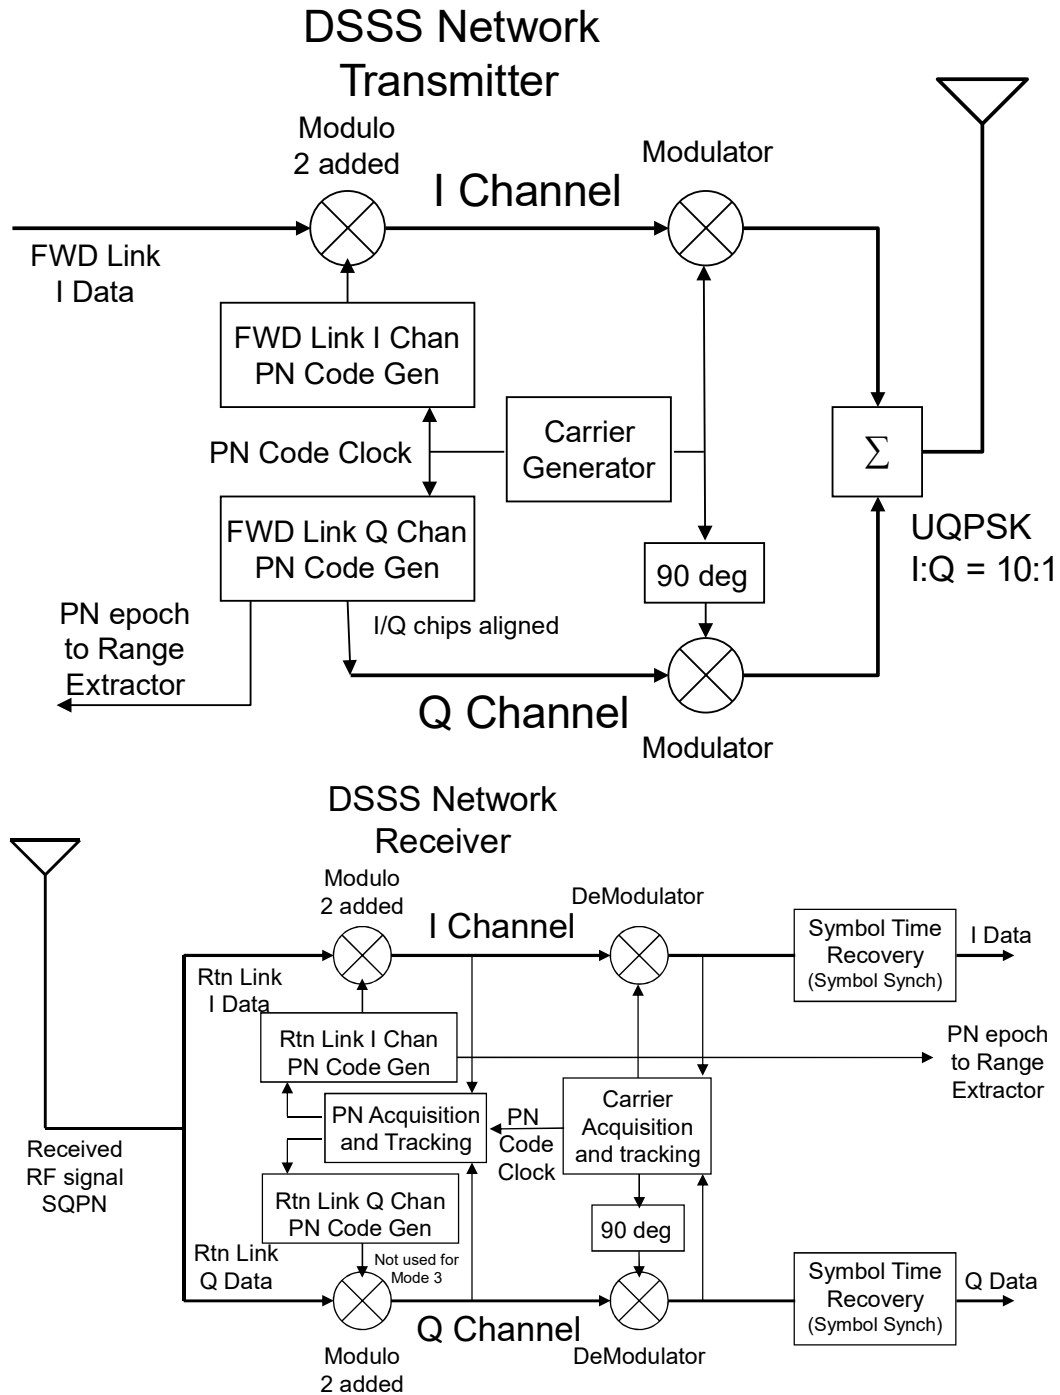 DSSS Network
Transmitter
Modulo
2 added
I Channel
Modulator
FWD Link
I Data
FWD Link I Chan
PN Code Gen
PN Code Clock
Carrier
Generator
Σ
FWD Link Q Chan
PN Code Gen
90 deg
UQPSK
I:Q = 10:1
PN epoch
to Range
Extractor
I/Q chips aligned
Q Channel
Modulator
DSSS Network
Receiver
Modulo
2 added
I Channel
DeModulator
Symbol Time
Recovery
(Symbol Synch)
I Data
Rtn Link
I Data
Rtn Link I Chan
PN Code Gen
PN epoch
to Range
Extractor
PN Acquisition
and Tracking
PN
Code
Clock
Carrier
Acquisition
and tracking
Received
RF signal
SQPN
Rtn Link Q Chan
PN Code Gen
90 deg
Rtn Link
Q Data
Not used for
Mode 3
Symbol Time
Recovery
(Symbol Synch)
Q Data
Q Channel
Modulo
2 added
DeModulator